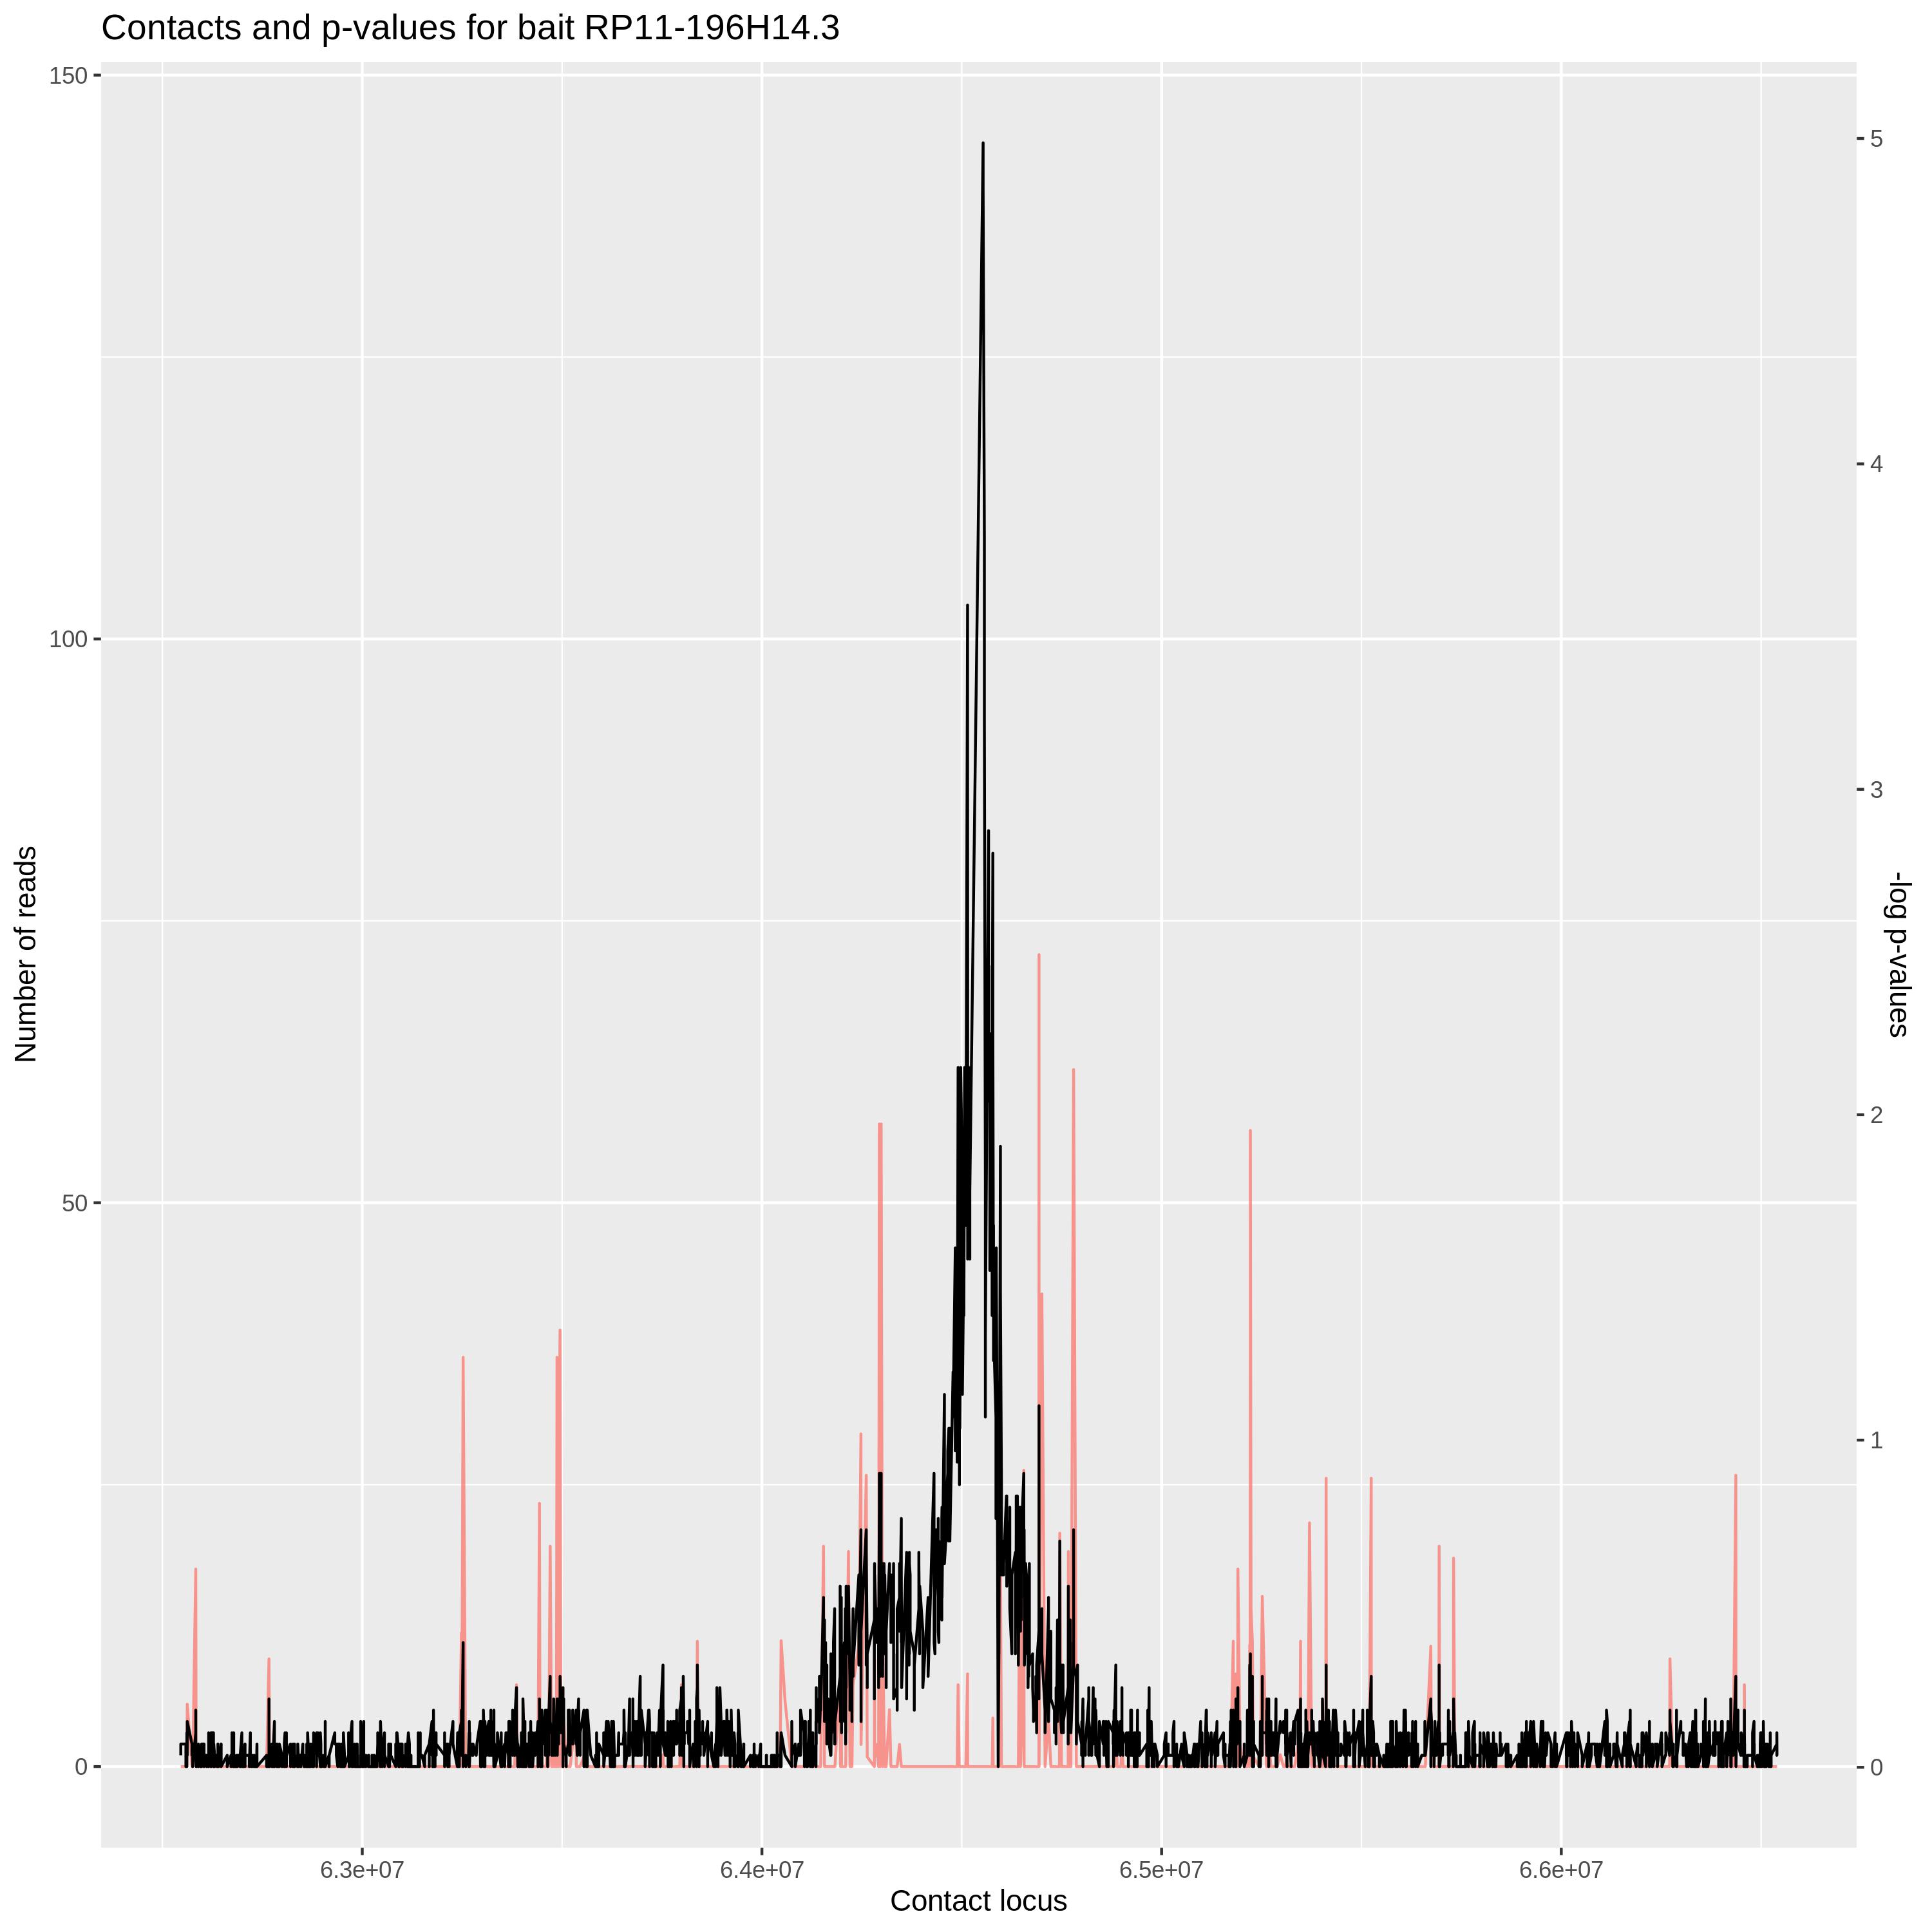 Contacts and p-values for bait RP11-196H14.3
150
100
50
0
Number of reads
5
4
3
2
1
0
-log p-values
6.3e+07 6.4e+07 6.5e+07 6.6e+07
Contact locus